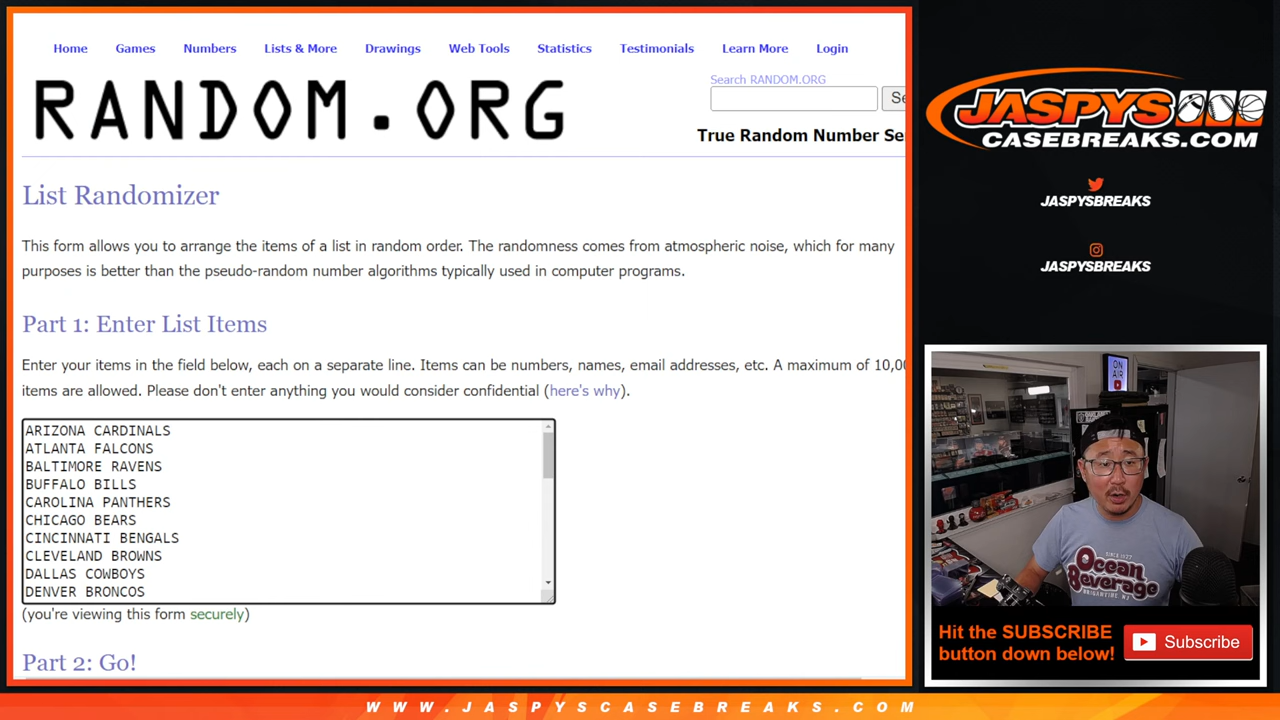 Home Games Numbers Lists & More Drawings Web Tools Statistics Testimonials Learn More Login
RANDOM.ORG
Search RANDOM.ORG
Se
True Random Number Se
List Randomizer
This form allows you to arrange the items of a list in random order. The randomness comes from atmospheric noise, which for many
purposes is better than the pseudo-random number algorithms typically used in computer programs.
Part 1: Enter List Items
Enter your items in the field below, each on a separate line. Items can be numbers, names, email addresses, etc. A maximum of 10,00
items are allowed. Please don't enter anything you would consider confidential (here's why).
ARIZONA CARDINALS
ATLANTA FALCONS
BALTIMORE RAVENS
BUFFALO BILLS
CAROLINA PANTHERS
CHICAGO BEARS
CINCINNATI BENGALS
CLEVELAND BROWNS
DALLAS COWBOYS
DENVER BRONCOS
(you're viewing this form securely)
Part 2: Go!
JASPYS
CASEBREAKS.COM
JASPYSBREAKS
JASPYSBREAKS
ON
AIR
Ocean
Beverage
BRIGANTINE, NJ
Hit the SUBSCRIBE
button down below!
Subscribe
WWW.JASPYSCASEBREAKS.COM